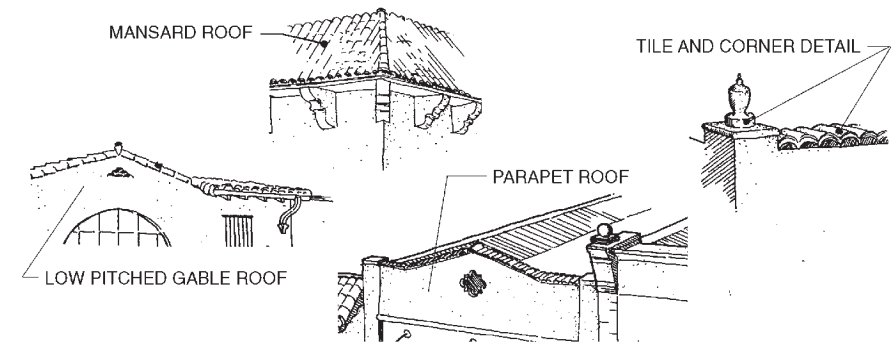 MANSARD ROOF
TILE AND CORNER DETAIL
PARAPET ROOF
LOW PITCHED GABLE ROOF